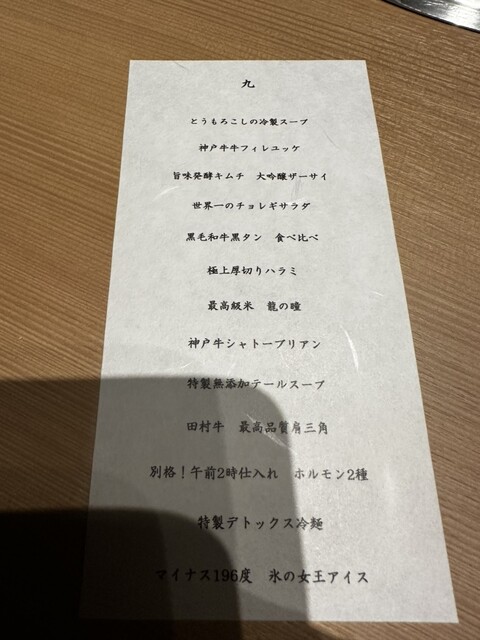 九
とうもろこしの冷製スープ
神戸牛牛フィレユッケ
旨味発酵キムチ　大吟醸ザーサイ
世界一のチョレギサラダ
黒毛和牛黒タン　食べ比べ
極上厚切りハラミ
最高級米　龍の瞳
神戸牛シャトーブリアン
特製無添加テールスープ
田村牛　最高品質肩三角
別格！午前2時仕入れ　ホルモン2種
特製デトックス冷麺
マイナス196度　氷の女王アイス